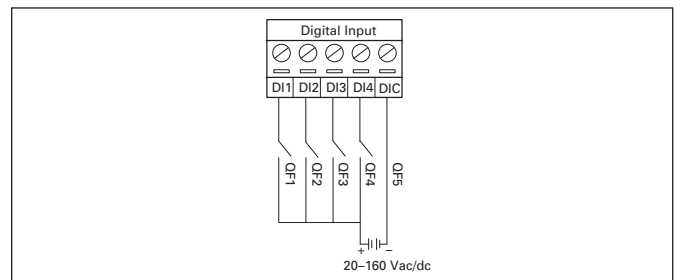 Digital Input
DI1 DI2 DI3 DI4 DIC
QF1 QF2 QF3 QF4 QF5
+ −
20–160 Vac/dc